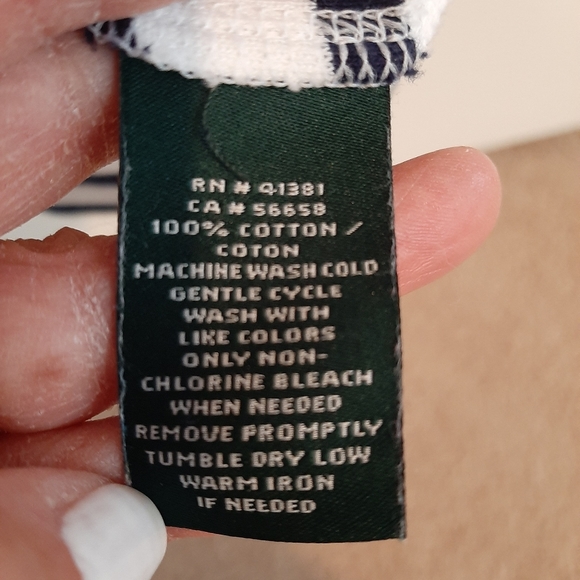 RN # 41381
CA # 56658
100% COTTON /
COTON
MACHINE WASH COLD
GENTLE CYCLE
WASH WITH
LIKE COLORS
ONLY NON-
CHLORINE BLEACH
WHEN NEEDED
REMOVE PROMPTLY
TUMBLE DRY LOW
WARM IRON
IF NEEDED